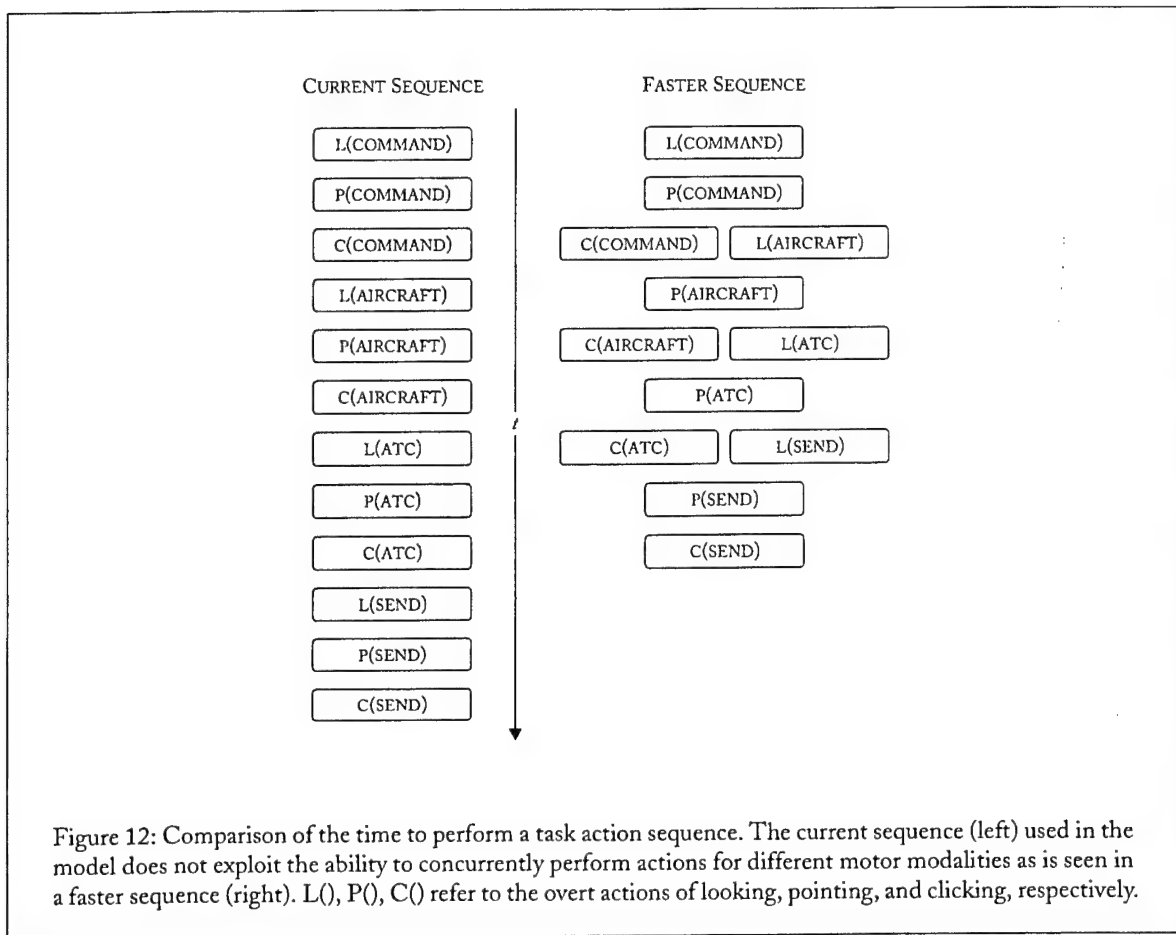 CURRENT SEQUENCE
L(COMMAND)
P(COMMAND)
C(COMMAND)
L(AIRCRAFT)
P(AIRCRAFT)
C(AIRCRAFT)
L(ATC)
P(ATC)
C(ATC)
L(SEND)
P(SEND)
C(SEND)
t
FASTER SEQUENCE
L(COMMAND)
P(COMMAND)
C(COMMAND) L(AIRCRAFT)
P(AIRCRAFT)
C(AIRCRAFT) L(ATC)
P(ATC)
C(ATC) L(SEND)
P(SEND)
C(SEND)
Figure 12: Comparison of the time to perform a task action sequence. The current sequence (left) used in the
model does not exploit the ability to concurrently perform actions for different motor modalities as is seen in
a faster sequence (right). L(), P(), C() refer to the overt actions of looking, pointing, and clicking, respectively.